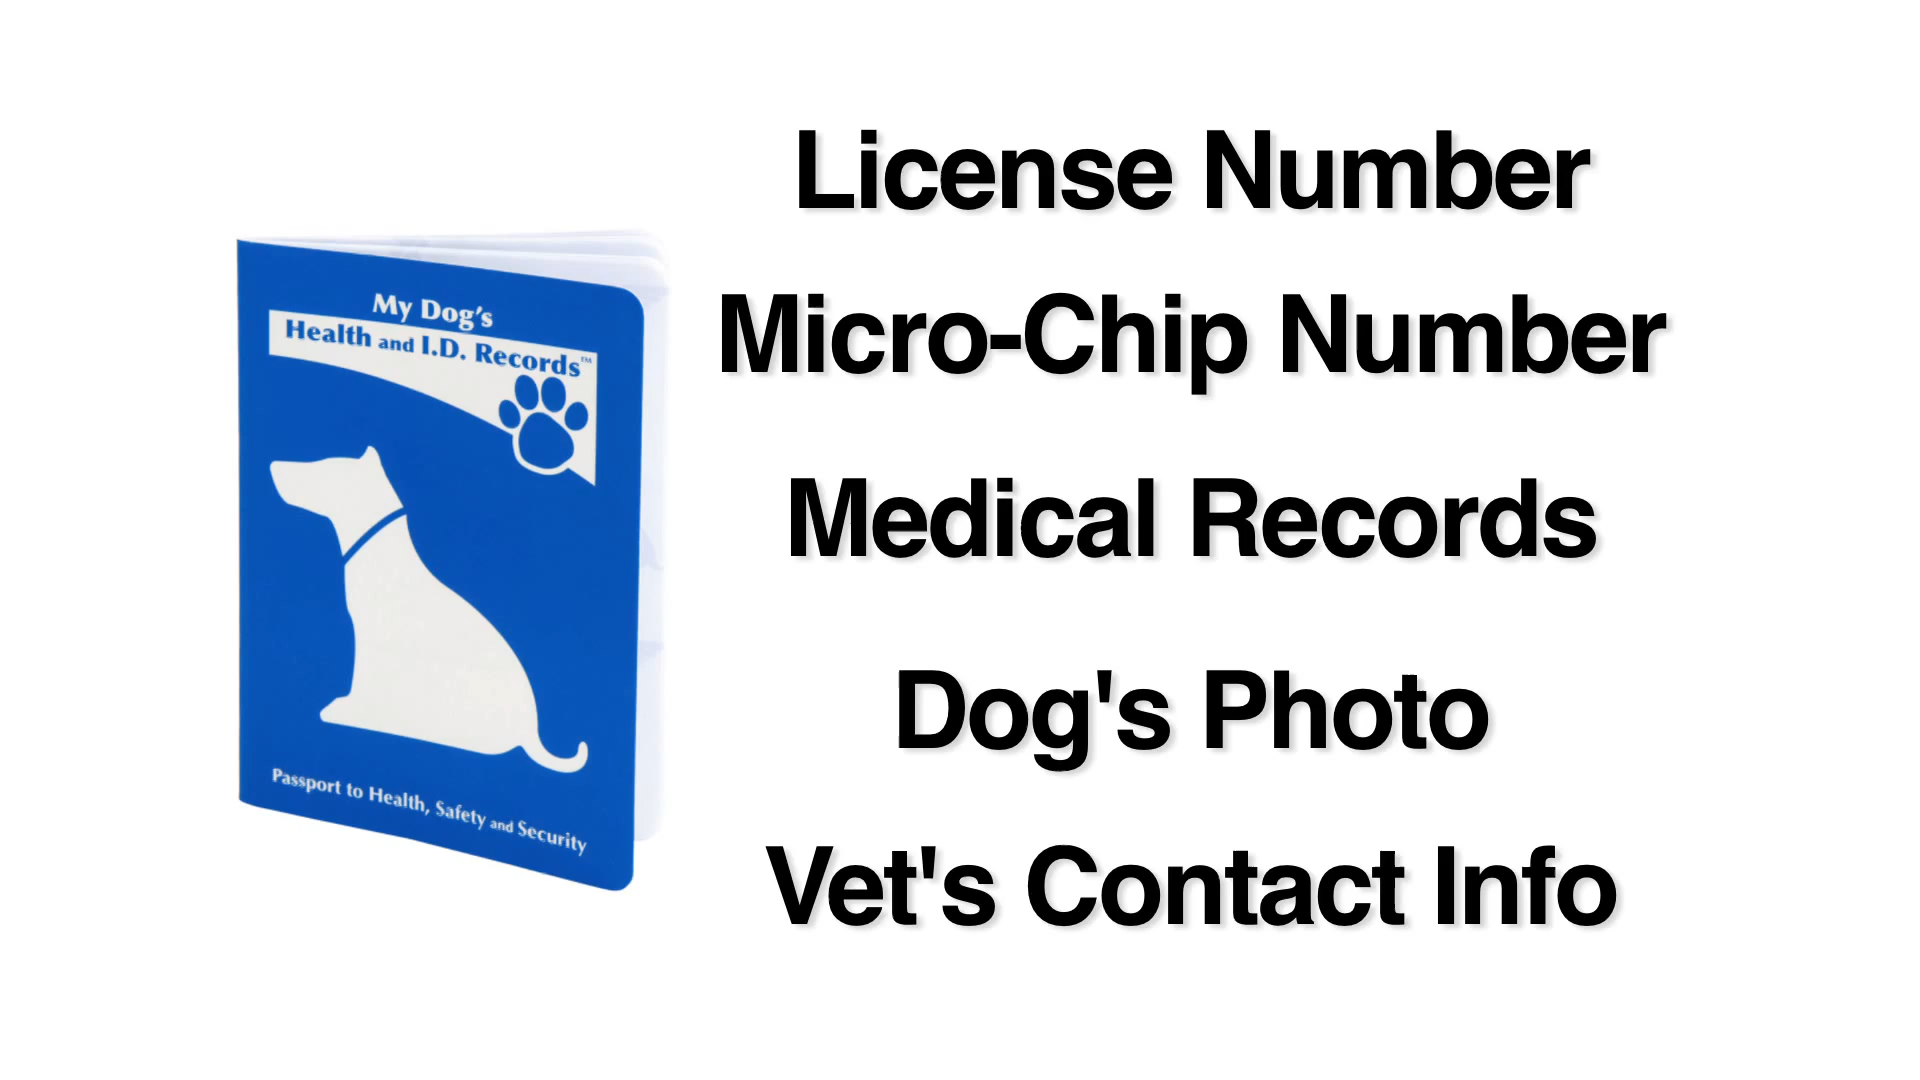 My Dog's
Health and I.D. Records™
Passport to Health, Safety and Security
License Number
Micro-Chip Number
Medical Records
Dog's Photo
Vet's Contact Info